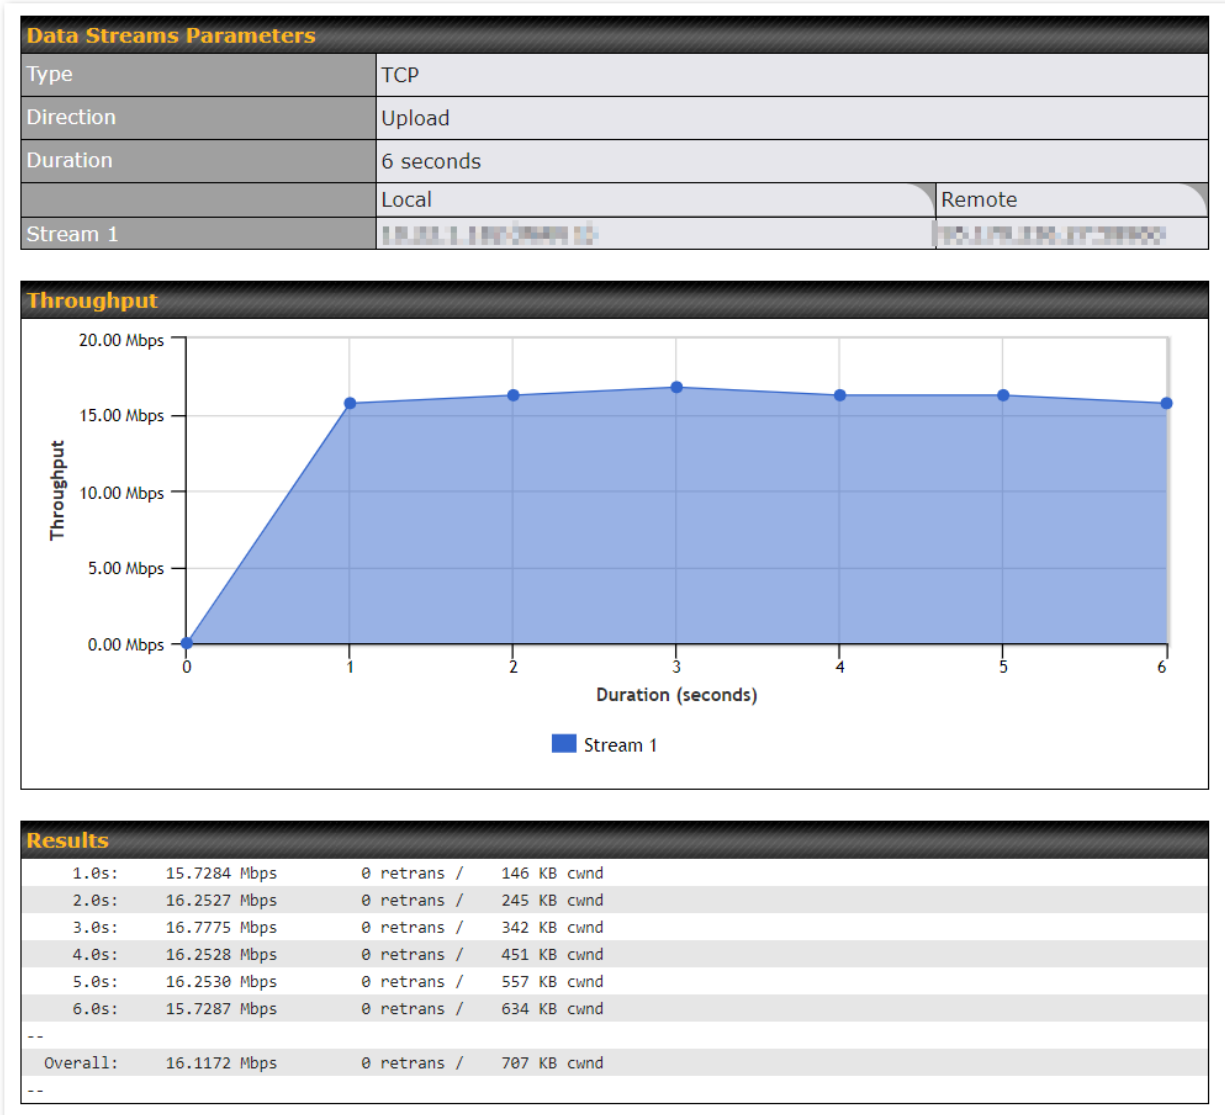 Data Streams Parameters
Type TCP
Direction Upload
Duration 6 seconds
Local Remote
Stream 1
Throughput
20.00 Mbps
15.00 Mbps
10.00 Mbps
5.00 Mbps
0.00 Mbps
Throughput
0 1 2 3 4 5 6
Duration (seconds)
Stream 1
Results
1.0s: 15.7284 Mbps 0 retrans / 146 KB cwnd
2.0s: 16.2527 Mbps 0 retrans / 245 KB cwnd
3.0s: 16.7775 Mbps 0 retrans / 342 KB cwnd
4.0s: 16.2528 Mbps 0 retrans / 451 KB cwnd
5.0s: 16.2530 Mbps 0 retrans / 557 KB cwnd
6.0s: 15.7287 Mbps 0 retrans / 634 KB cwnd
--
Overall: 16.1172 Mbps 0 retrans / 707 KB cwnd
--